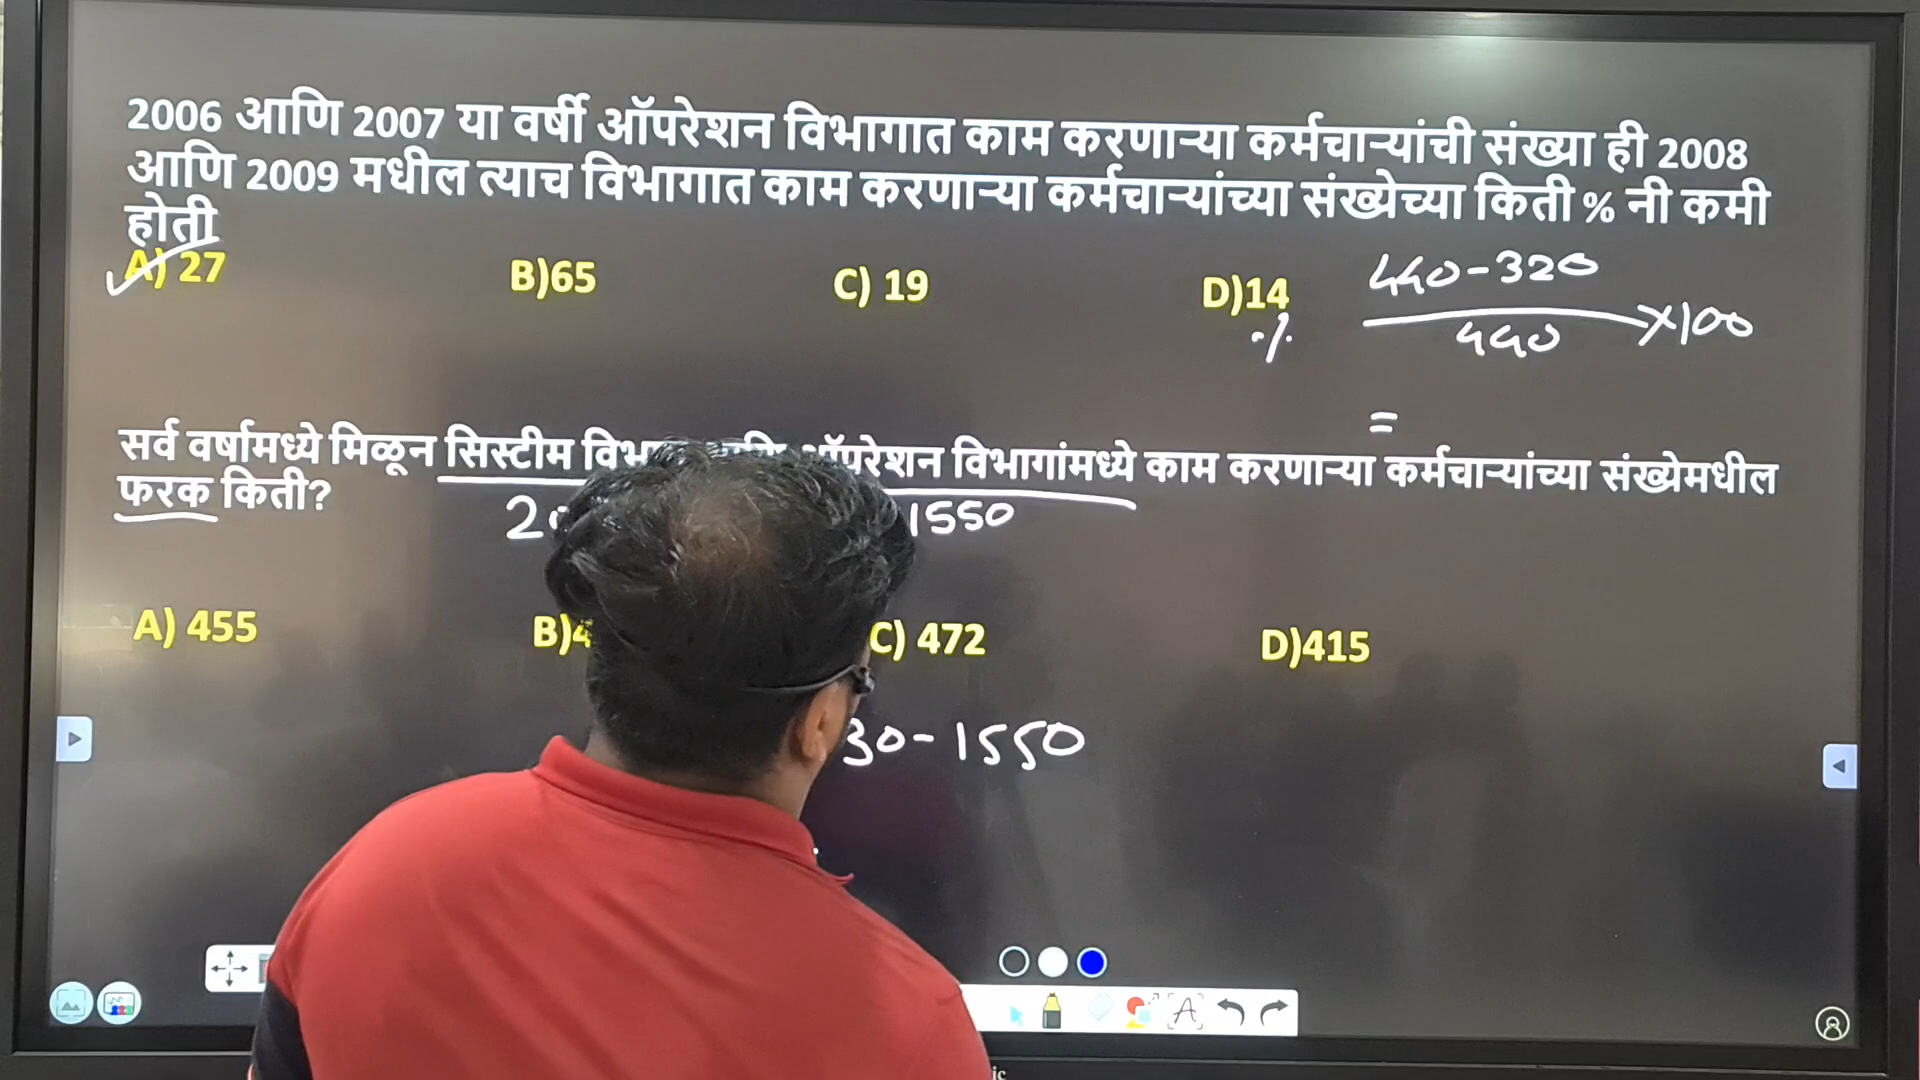 2006 आणि 2007 या वर्षी ऑपरेशन विभागात काम करणाऱ्या कर्मचाऱ्यांची संख्या ही 2008
आणि 2009 मधील त्याच विभागात काम करणाऱ्या कर्मचाऱ्यांच्या संख्येच्या किती % नी कमी
होती
A) 27 B)65 C) 19 D)14
%
440-320
440 ×100
=
सर्व वर्षामध्ये मिळून सिस्टीम ऑपरेशन विभागांमध्ये काम करणाऱ्या कर्मचाऱ्यांच्या संख्येमधील
फरक किती?
1550
A) 455 C) 472 D)415
30-1550